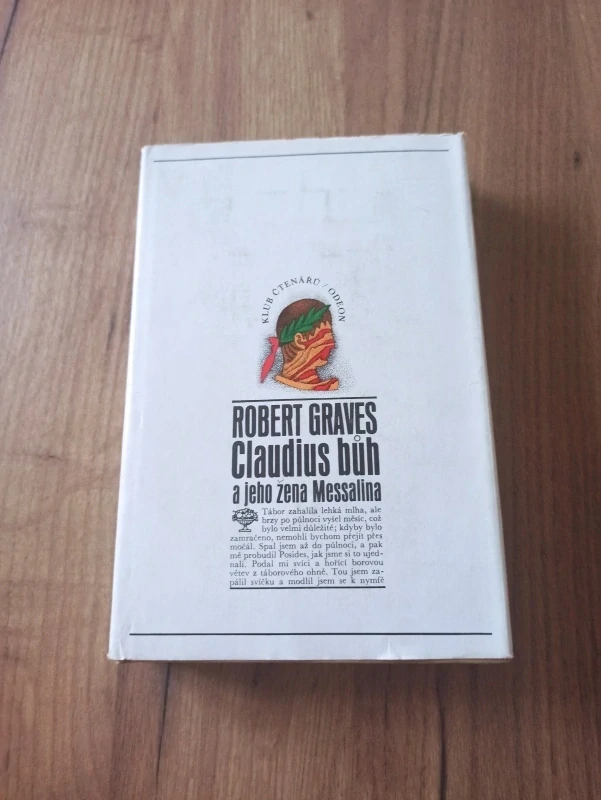 KLUB ČTENÁŘŮ / ODEON
ROBERT GRAVES
Claudius bůh
a jeho žena Messalina
Tábor zahalila lehká mlha, ale
brzy po půlnoci vyšel měsíc, což
bylo velmi důležité; kdyby bylo
zamračeno, nemohli bychom přejít přes
močál. Spal jsem až do půlnoci, a pak
mě probudil Posides, jak jsme si to ujed-
nali. Podal mi svíci a hořící borovou
větev z táborového ohně. Tou jsem za-
pálil svíčku a modlil jsem se k nymfě